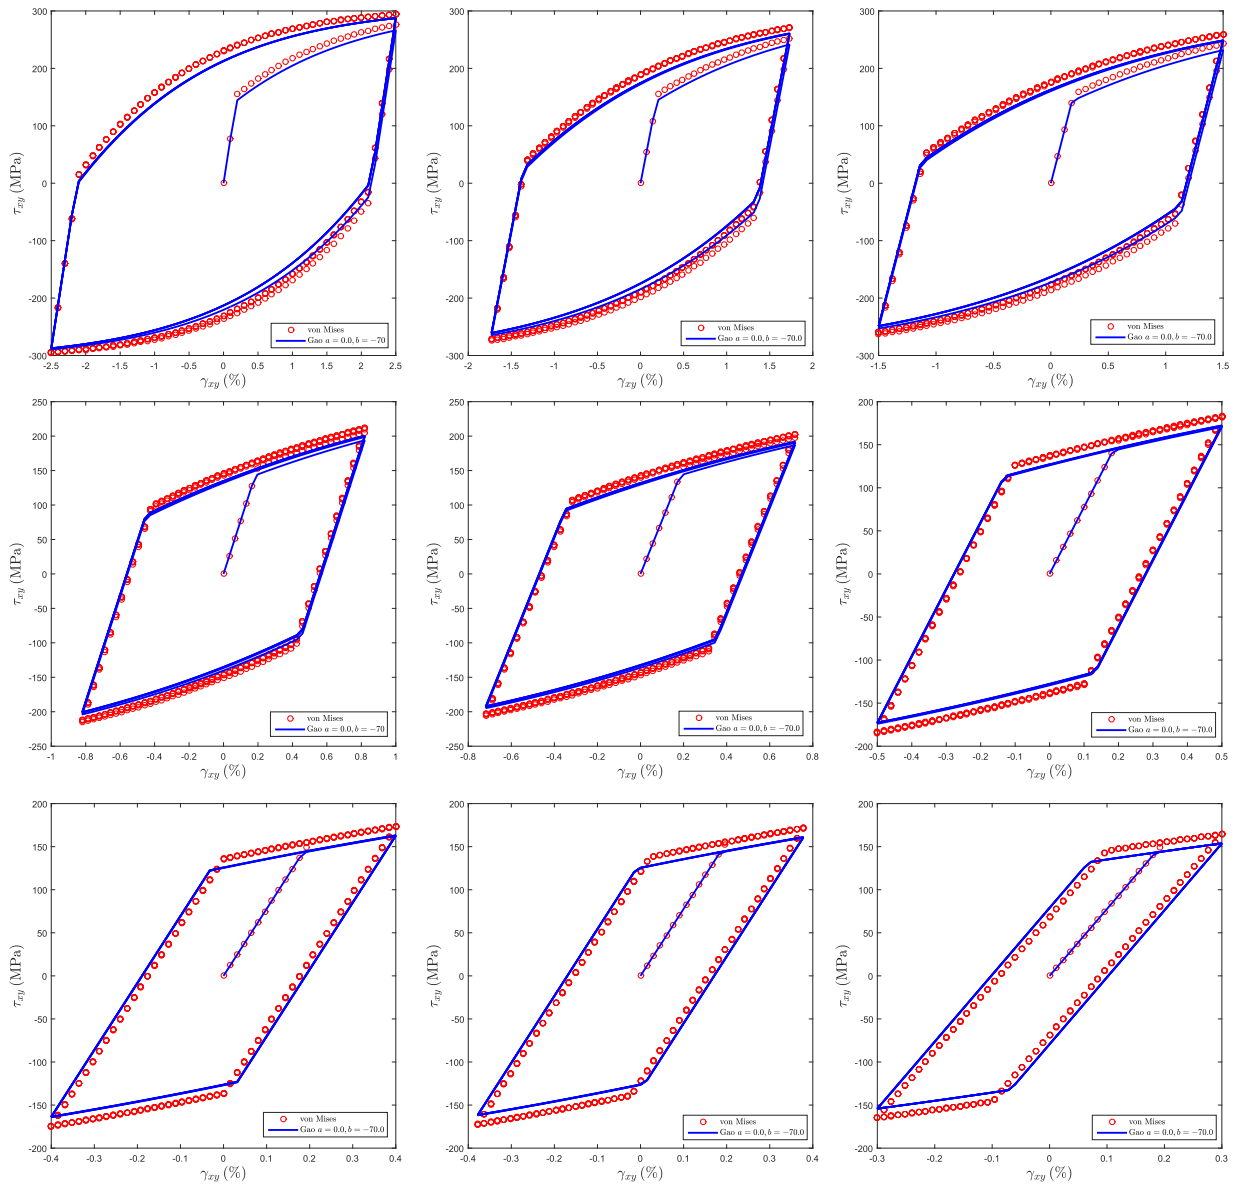 300
200
100
0
-100
-200
-300
-2.5 -2 -1.5 -1 -0.5 0 0.5 1 1.5 2 2.5
τxy (MPa)
γxy (%)
von Mises
Gao a = 0.0, b = −70
300
200
100
0
-100
-200
-300
-2 -1.5 -1 -0.5 0 0.5 1 1.5 2
τxy (MPa)
γxy (%)
von Mises
Gao a = 0.0, b = −70.0
300
200
100
0
-100
-200
-300
-1.5 -1 -0.5 0 0.5 1 1.5
τxy (MPa)
γxy (%)
von Mises
Gao a = 0.0, b = −70.0
250
200
150
100
50
0
-50
-100
-150
-200
-250
-1 -0.8 -0.6 -0.4 -0.2 0 0.2 0.4 0.6 0.8 1
τxy (MPa)
γxy (%)
von Mises
Gao a = 0.0, b = −70
250
200
150
100
50
0
-50
-100
-150
-200
-250
-0.8 -0.6 -0.4 -0.2 0 0.2 0.4 0.6 0.8
τxy (MPa)
γxy (%)
von Mises
Gao a = 0.0, b = −70.0
200
150
100
50
0
-50
-100
-150
-200
-0.5 -0.4 -0.3 -0.2 -0.1 0 0.1 0.2 0.3 0.4 0.5
τxy (MPa)
γxy (%)
von Mises
Gao a = 0.0, b = −70.0
200
150
100
50
0
-50
-100
-150
-200
-0.4 -0.3 -0.2 -0.1 0 0.1 0.2 0.3 0.4
τxy (MPa)
γxy (%)
von Mises
Gao a = 0.0, b = −70.0
200
150
100
50
0
-50
-100
-150
-200
-0.4 -0.3 -0.2 -0.1 0 0.1 0.2 0.3 0.4
τxy (MPa)
γxy (%)
von Mises
Gao a = 0.0, b = −70.0
200
150
100
50
0
-50
-100
-150
-200
-0.3 -0.2 -0.1 0 0.1 0.2 0.3
τxy (MPa)
γxy (%)
von Mises
Gao a = 0.0, b = −70.0